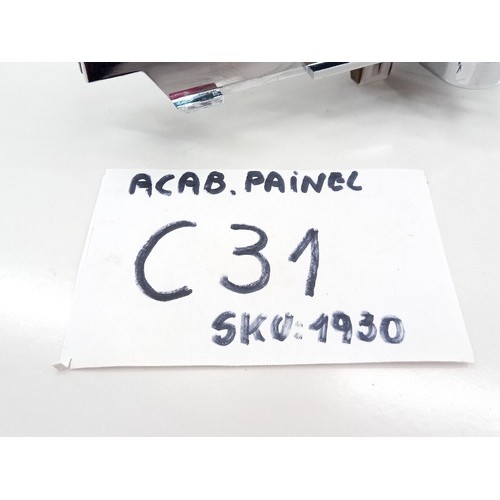 ACAB. PAINEL
C31
SKU:1930